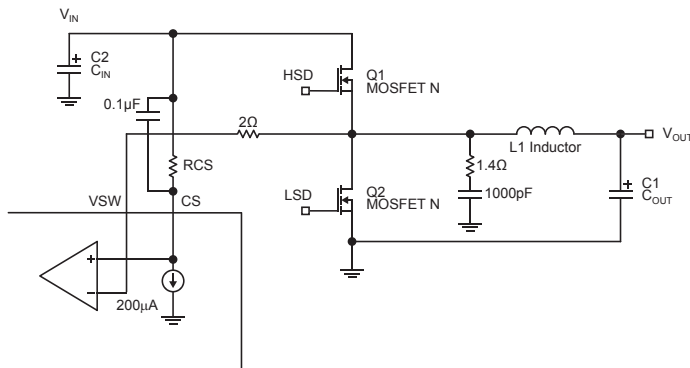 VIN
C2
CIN
HSD
Q1
MOSFET N
0.1µF
2Ω
VOUT
L1 Inductor
RCS
1.4Ω
VSW
CS
LSD
Q2
MOSFET N
1000pF
C1
COUT
200µA